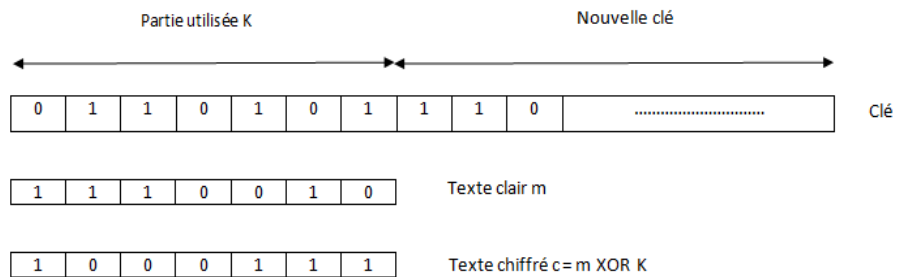 Partie utilisée K Nouvelle clé
0 1 1 0 1 0 1 1 1 0 .............................. Clé
1 1 1 0 0 1 0 Texte clair m
1 0 0 0 1 1 1 Texte chiffré c = m XOR K